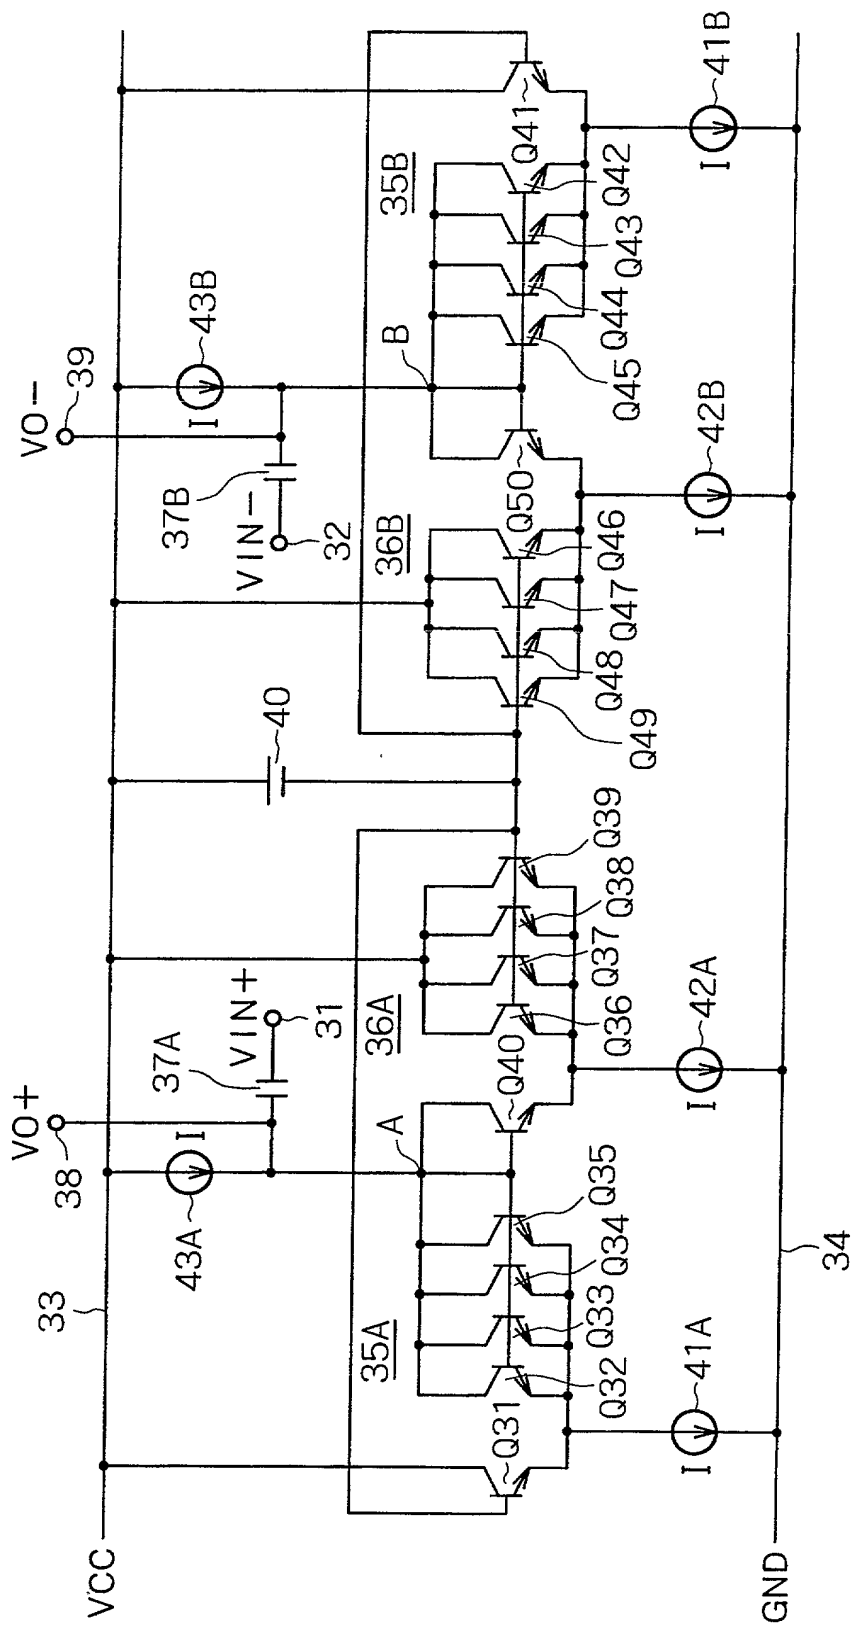 VO+
38
VO−
39
33
43A
I
37A
VIN+
31
40
VIN−
32
37B
I
43B
VCC
35A
A
36A
36B
B
35B
Q31
Q40
Q50
Q41
Q32
Q33
Q34
Q35
Q36
Q37
Q38
Q39
Q49
Q48
Q47
Q46
Q45
Q44
Q43
Q42
I
41A
I
42A
I
42B
I
41B
GND
34